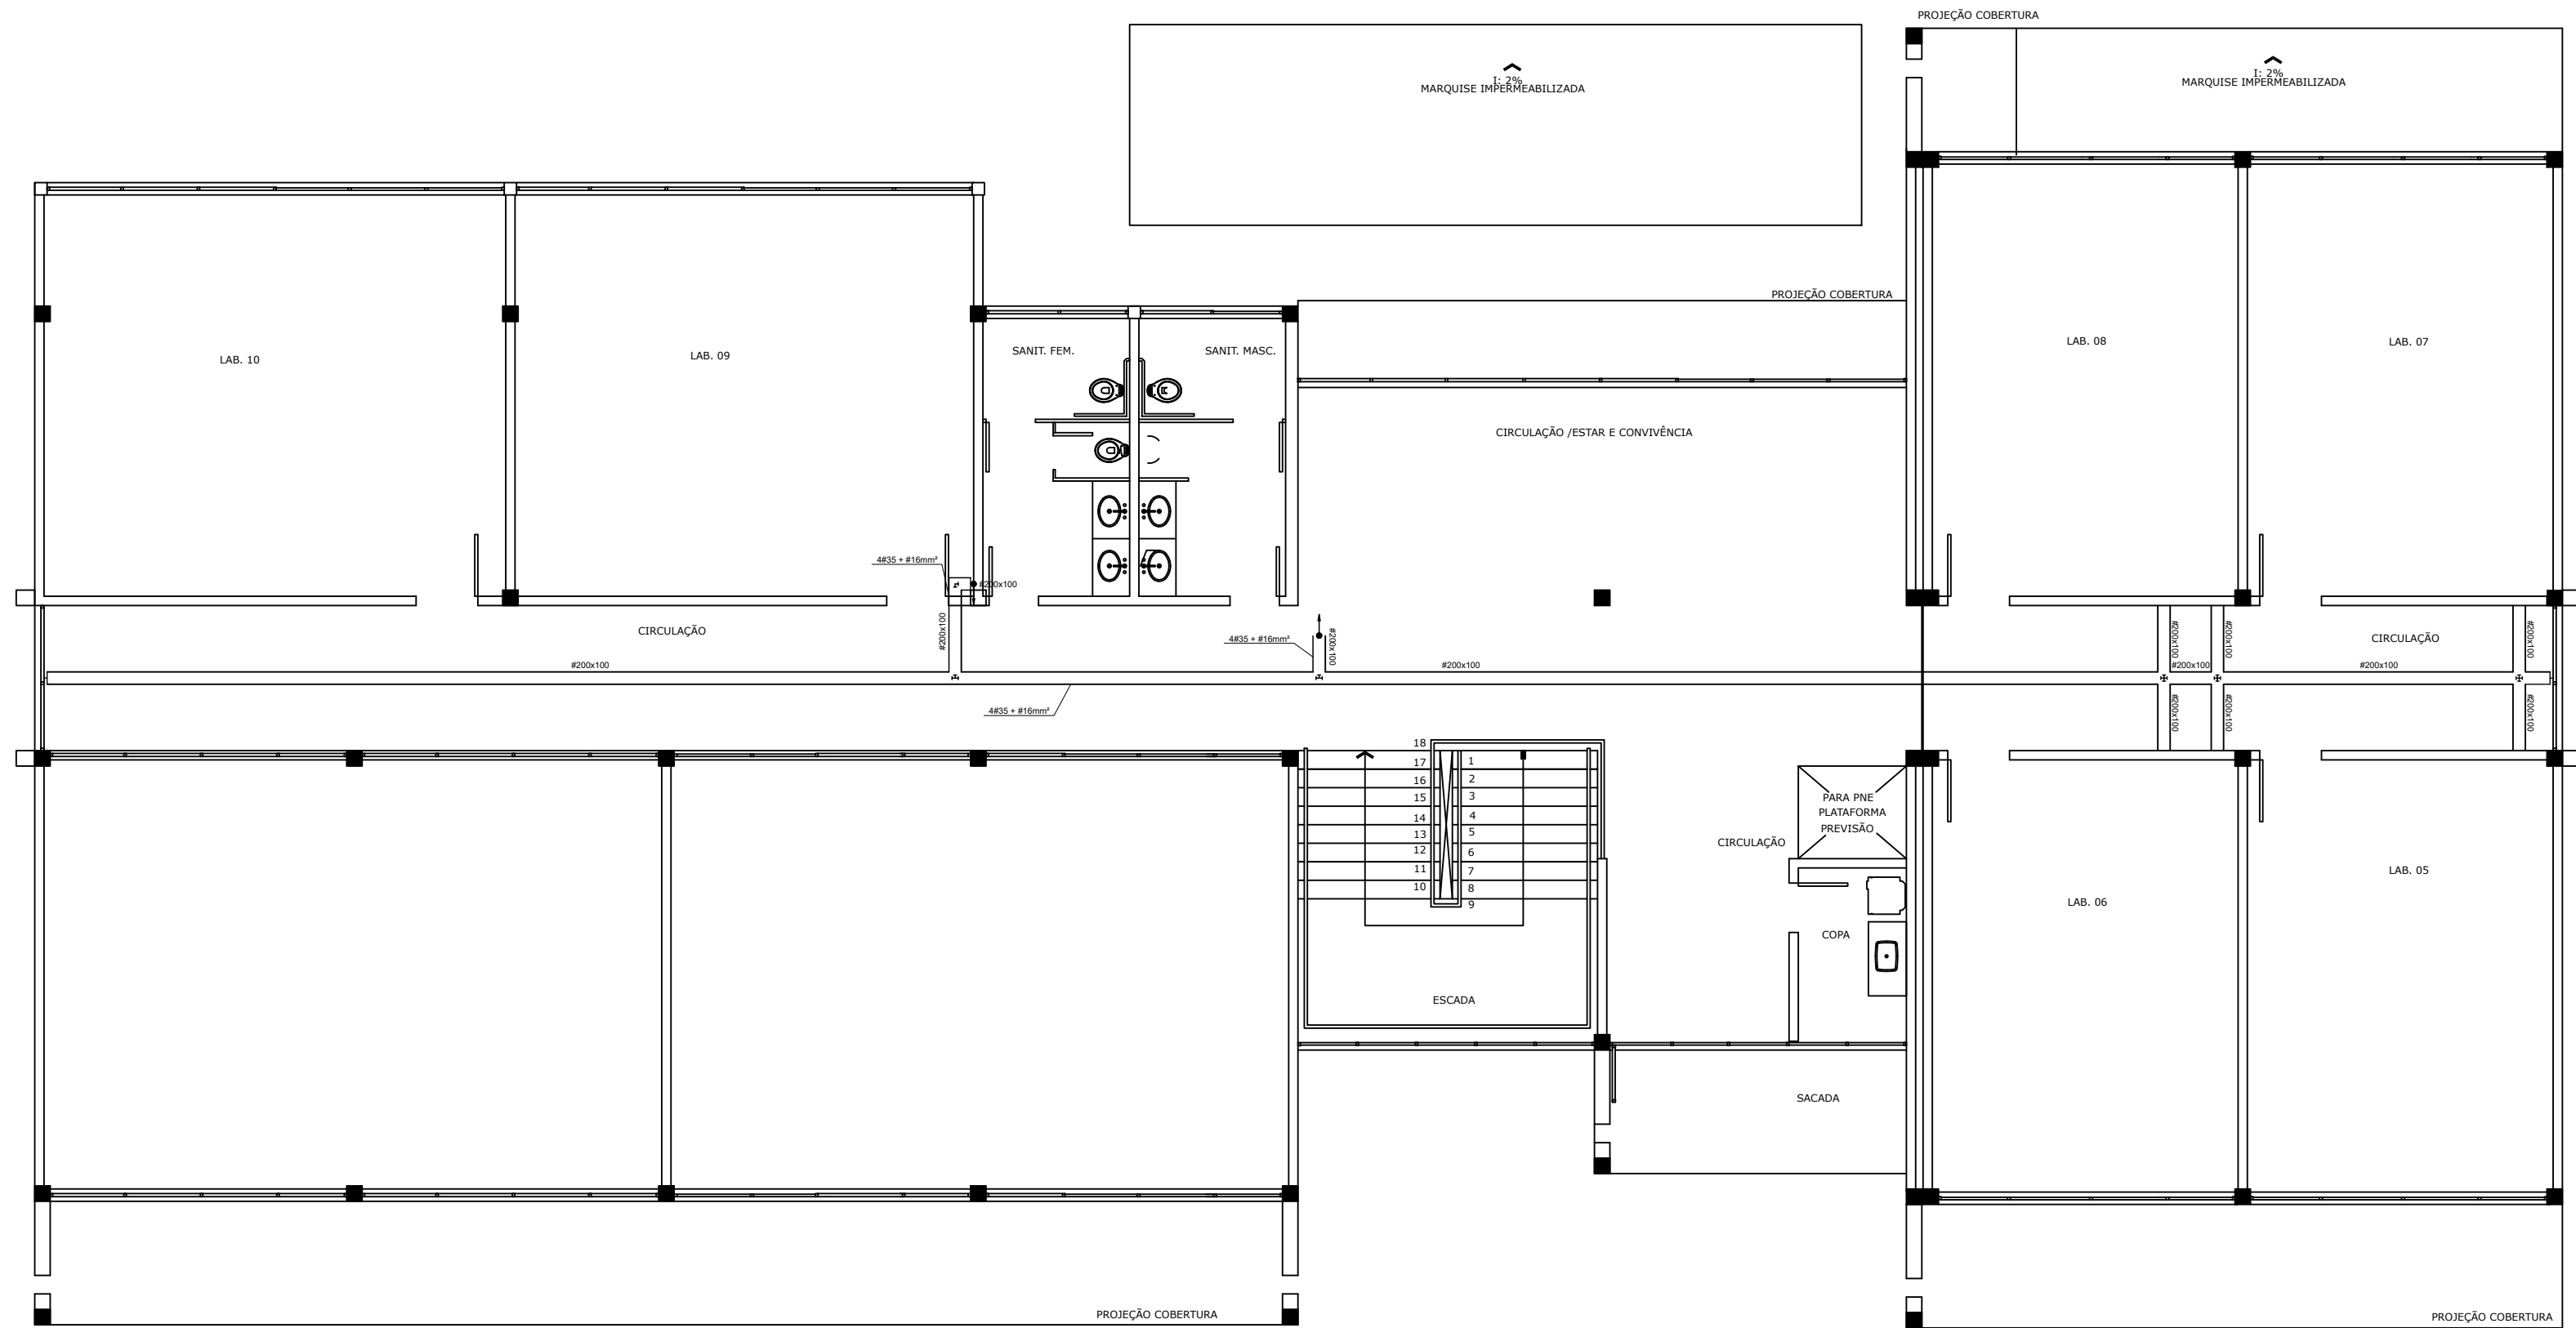 PROJEÇÃO COBERTURA
I: 2%
MARQUISE IMPERMEABILIZADA
I: 2%
MARQUISE IMPERMEABILIZADA
PROJEÇÃO COBERTURA
LAB. 10
LAB. 09
SANIT. FEM.
SANIT. MASC.
LAB. 08
LAB. 07
CIRCULAÇÃO /ESTAR E CONVIVÊNCIA
4#35 + #16mm²
#200x100
CIRCULAÇÃO
#200x100
4#35 + #16mm²
#200x100
#200x100
#200x100
CIRCULAÇÃO
#200x100
#200x100
#200x100
#200x100
#200x100
4#35 + #16mm²
#200x100
#200x100
#200x100
18
17
16
15
14
13
12
11
10
1
2
3
4
5
6
7
8
9
PARA PNE
PLATAFORMA
PREVISÃO
CIRCULAÇÃO
LAB. 05
LAB. 06
COPA
ESCADA
SACADA
PROJEÇÃO COBERTURA
PROJEÇÃO COBERTURA